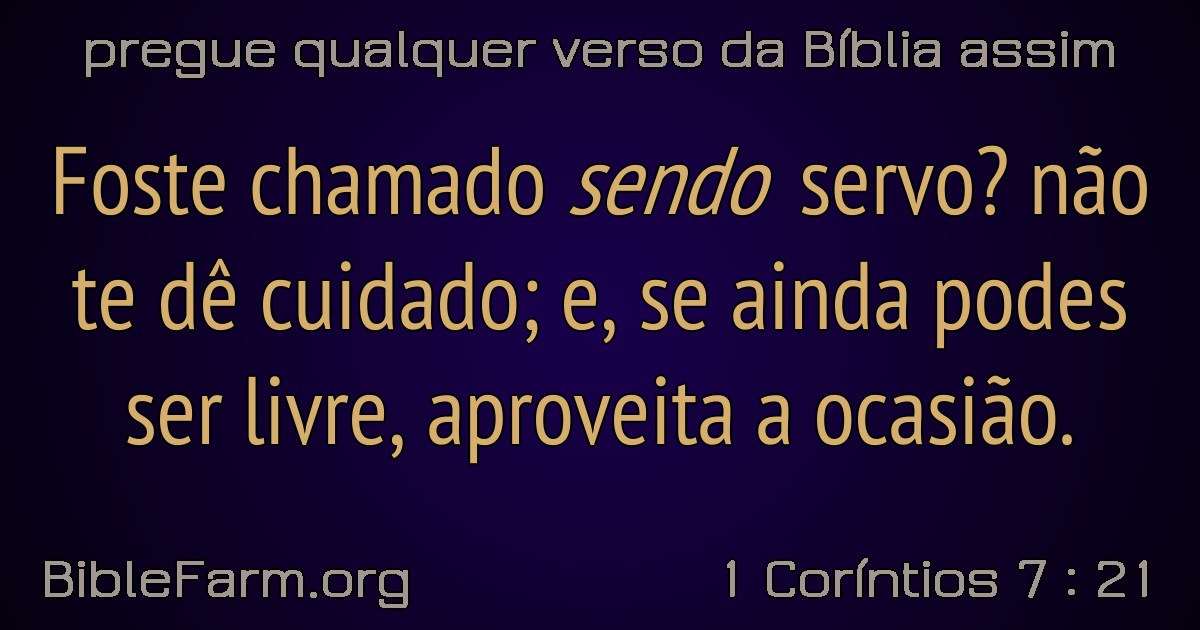 pregue qualquer verso da Bíblia assim
Foste chamado sendo servo? não
te dê cuidado; e, se ainda podes
ser livre, aproveita a ocasião.
BibleFarm.org
1 Coríntios 7 : 21